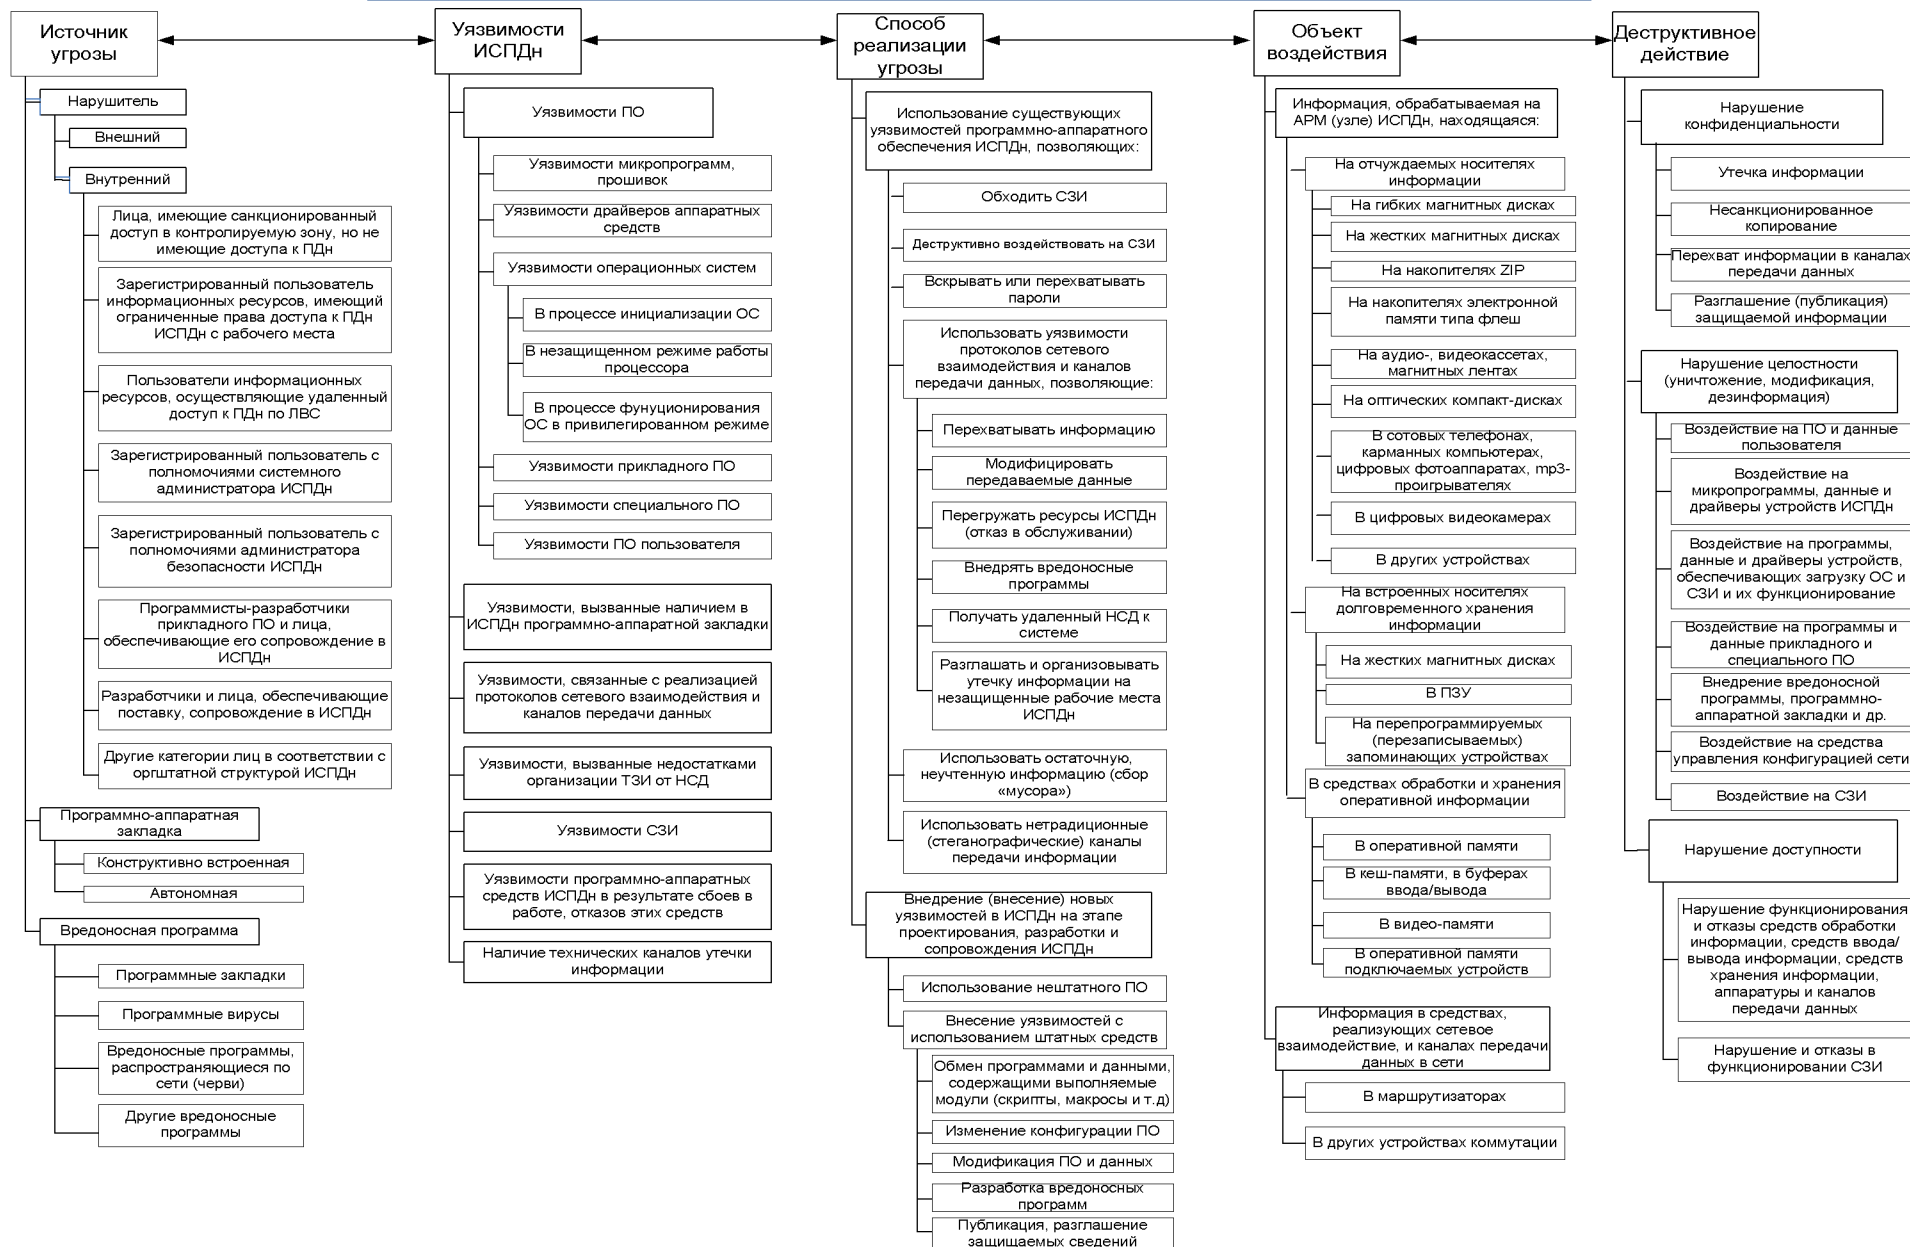 Источник
угрозы
Нарушитель
Внешний
Внутренний
Лица, имеющие санкционированный
доступ в контролируемую зону, но не
имеющие доступа к ПДн
Зарегистрированный пользователь
информационных ресурсов, имеющий
ограниченные права доступа к ПДн
ИСПДн с рабочего места
Пользователи информационных
ресурсов, осуществляющие удаленный
доступ к ПДн по ЛВС
Зарегистрированный пользователь с
полномочиями системного
администратора ИСПДн
Зарегистрированный пользователь с
полномочиями администратора
безопасности ИСПДн
Программисты-разработчики
прикладного ПО и лица,
обеспечивающие его сопровождение в
ИСПДн
Разработчики и лица, обеспечивающие
поставку, сопровождение в ИСПДн
Другие категории лиц в соответствии с
оргштатной структурой ИСПДн
Программно-аппаратная
закладка
Конструктивно встроенная
Автономная
Вредоносная программа
Программные закладки
Программные вирусы
Вредоносные программы,
распространяющиеся по
сети (черви)
Другие вредоносные
программы
Уязвимости
ИСПДн
Уязвимости ПО
Уязвимости микропрограмм,
прошивок
Уязвимости драйверов аппаратных
средств
Уязвимости операционных систем
В процессе инициализации ОС
В незащищенном режиме работы
процессора
В процессе фунуционирования
ОС в привилегированном режиме
Уязвимости прикладного ПО
Уязвимости специального ПО
Уязвимости ПО пользователя
Уязвимости, вызванные наличием в
ИСПДн программно-аппаратной закладки
Уязвимости, связанные с реализацией
протоколов сетевого взаимодействия и
каналов передачи данных
Уязвимости, вызванные недостатками
организации ТЗИ от НСД
Уязвимости СЗИ
Уязвимости программно-аппаратных
средств ИСПДн в результате сбоев в
работе, отказов этих средств
Наличие технических каналов утечки
информации
Способ
реализации
угрозы
Использование существующих
уязвимостей программно-аппаратного
обеспечения ИСПДн, позволяющих:
Обходить СЗИ
Деструктивно воздействовать на СЗИ
Вскрывать или перехватывать
пароли
Использовать уязвимости
протоколов сетевого
взаимодействия и каналов
передачи данных, позволяющие:
Перехватывать информацию
Модифицировать
передаваемые данные
Перегружать ресурсы ИСПДн
(отказ в обслуживании)
Внедрять вредоносные
программы
Получать удаленный НСД к
системе
Разглашать и организовывать
утечку информации на
незащищенные рабочие места
ИСПДн
Использовать остаточную,
неучтенную информацию (сбор
«мусора»)
Использовать нетрадиционные
(стеганографические) каналы
передачи информации
Внедрение (внесение) новых
уязвимостей в ИСПДн на этапе
проектирования, разработки и
сопровождения ИСПДн
Использование нештатного ПО
Внесение уязвимостей с
использованием штатных средств
Обмен программами и данными,
содержащими выполняемые
модули (скрипты, макросы и т.д)
Изменение конфигурации ПО
Модификация ПО и данных
Разработка вредоносных
программ
Публикация, разглашение
защищаемых сведений
Объект
воздействия
Информация, обрабатываемая на
АРМ (узле) ИСПДн, находящаяся:
На отчуждаемых носителях
информации
На гибких магнитных дисках
На жестких магнитных дисках
На накопителях ZIP
На накопителях электронной
памяти типа флеш
На аудио-, видеокассетах,
магнитных лентах
На оптических компакт-дисках
В сотовых телефонах,
карманных компьютерах,
цифровых фотоаппаратах, mp3-
проигрывателях
В цифровых видеокамерах
В других устройствах
На встроенных носителях
долговременного хранения
информации
На жестких магнитных дисках
В ПЗУ
На перепрограммируемых
(перезаписываемых)
запоминающих устройствах
В средствах обработки и хранения
оперативной информации
В оперативной памяти
В кеш-памяти, в буферах
ввода/вывода
В видео-памяти
В оперативной памяти
подключаемых устройств
Информация в средствах,
реализующих сетевое
взаимодействие, и каналах передачи
данных в сети
В маршрутизаторах
В других устройствах коммутации
Деструктивное
действие
Нарушение
конфиденциальности
Утечка информации
Несанкционированное
копирование
Перехват информации в каналах
передачи данных
Разглашение (публикация)
защищаемой информации
Нарушение целостности
(уничтожение, модификация,
дезинформация)
Воздействие на ПО и данные
пользователя
Воздействие на
микропрограммы, данные и
драйверы устройств ИСПДн
Воздействие на программы,
данные и драйверы устройств,
обеспечивающих загрузку ОС и
СЗИ и их функционирование
Воздействие на программы и
данные прикладного и
специального ПО
Внедрение вредоносной
программы, программно-
аппаратной закладки и др.
Воздействие на средства
управления конфигурацией сети
Воздействие на СЗИ
Нарушение доступности
Нарушение функционирования
и отказы средств обработки
информации, средств ввода/
вывода информации, средств
хранения информации,
аппаратуры и каналов
передачи данных
Нарушение и отказы в
функционировании СЗИ